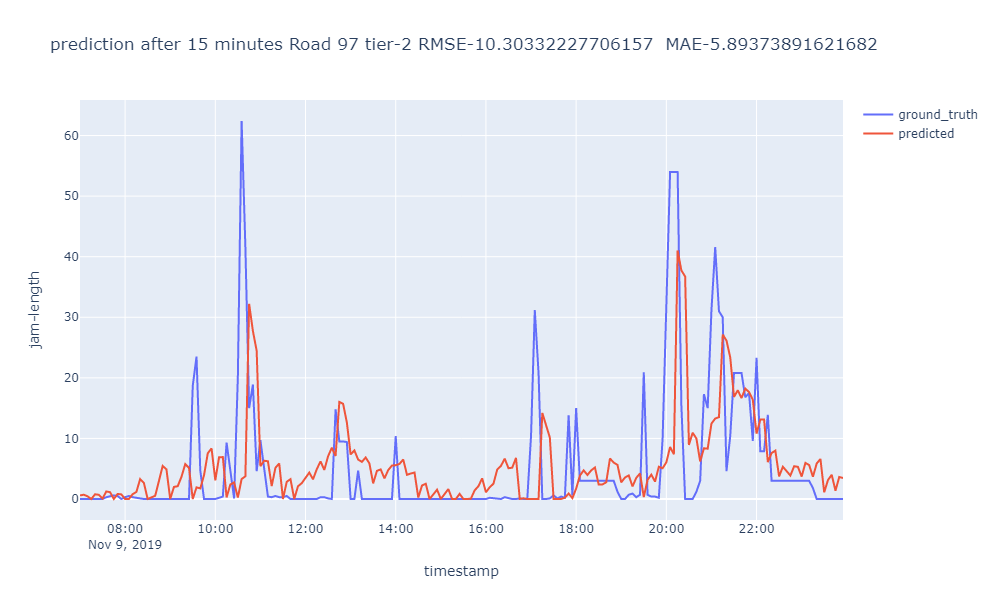 prediction after 15 minutes Road 97 tier-2 RMSE-10.30332227706157  MAE-5.89373891621682
ground_truth
predicted
60
50
40
30
20
10
0
jam-length
08:00 10:00 12:00 14:00 16:00 18:00 20:00 22:00
Nov 9, 2019
timestamp